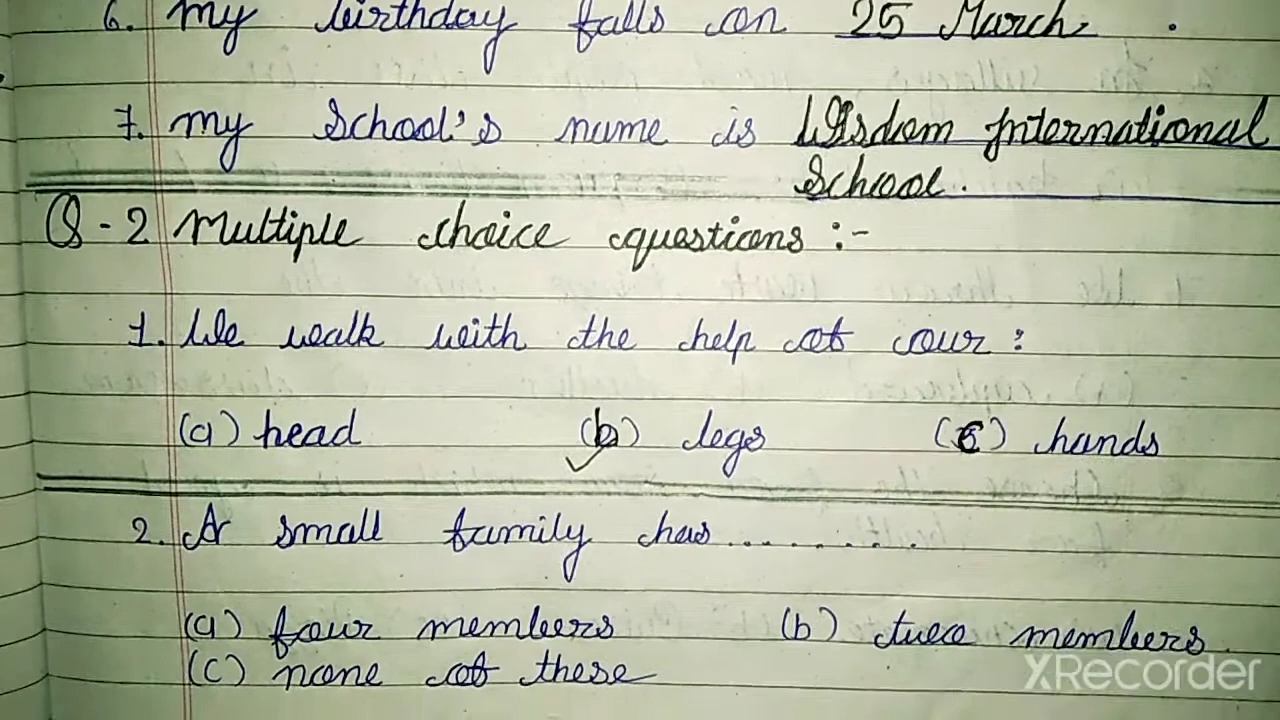 6. My birthday falls on 25 March .
7. My School's name is Wisdom International
School.
Q-2 Multiple choice questions :-
1. We walk with the help of our :
(a) head (b) legs (c) hands
2. A small family has.........
(a) four members (b) two members
(c) none of these
XRecorder